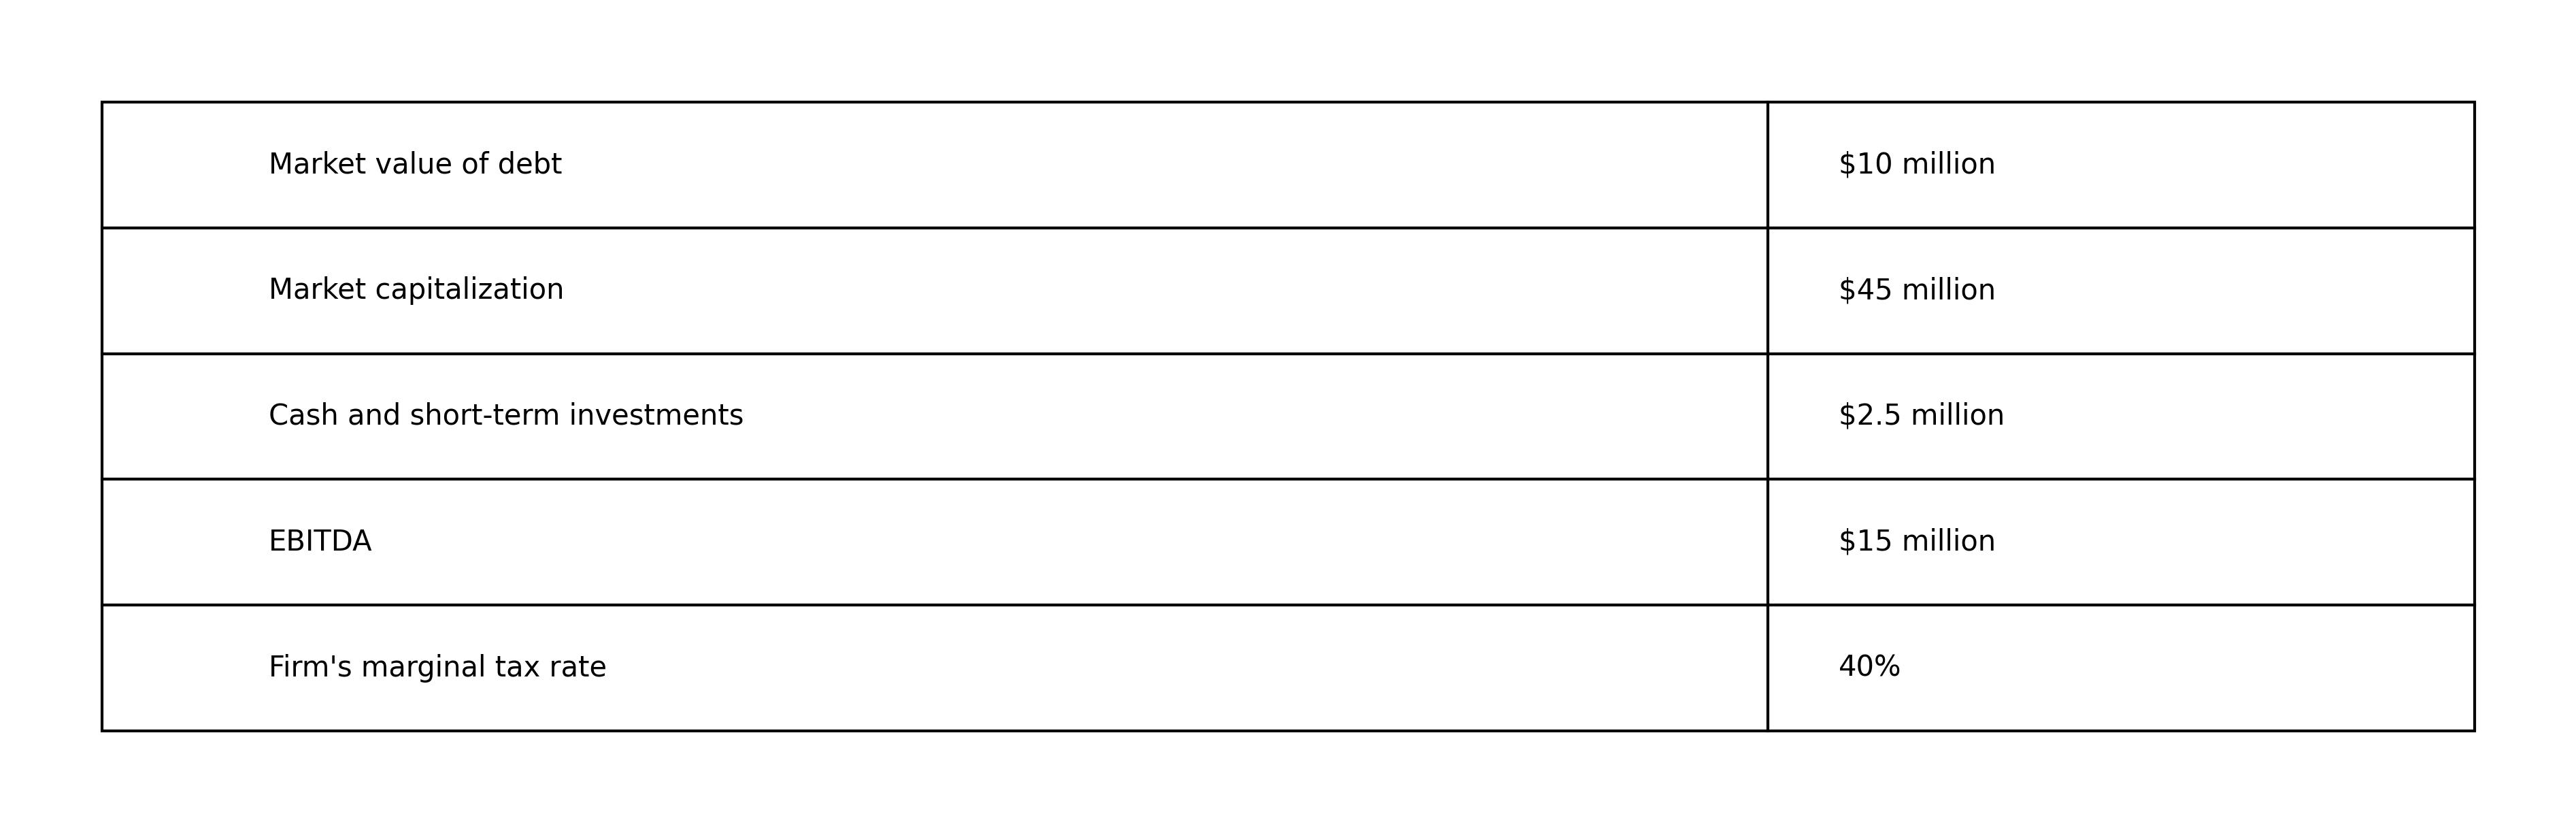 Market value of debt $10 million
Market capitalization $45 million
Cash and short-term investments $2.5 million
EBITDA $15 million
Firm's marginal tax rate 40%